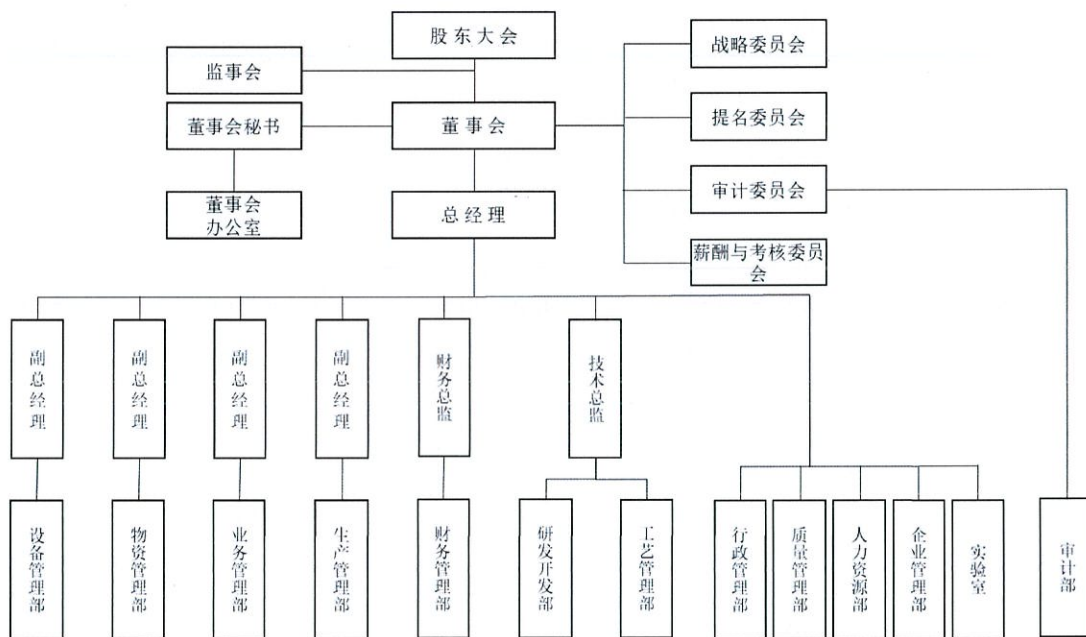 股东大会
战略委员会
监事会
提名委员会
董事会秘书
董事会
审计委员会
董事会
办公室
总经理
薪酬与考核委员
会
副总经理
副总经理
副总经理
副总经理
财务总监
技术总监
设备管理部
物资管理部
业务管理部
生产管理部
财务管理部
研发开发部
工艺管理部
行政管理部
质量管理部
人力资源部
企业管理部
实验室
审计部